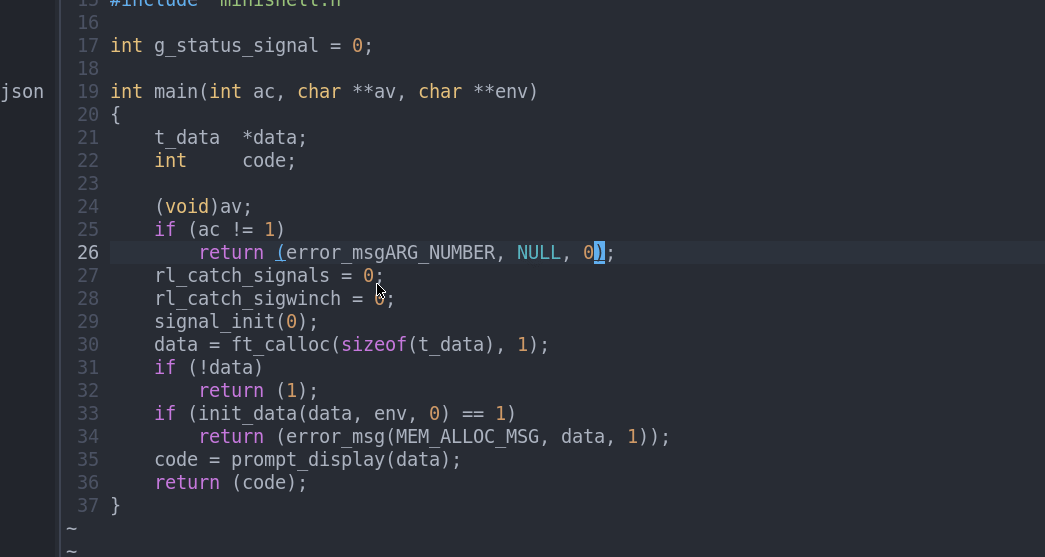 15 #include "minishell.h"
16
17 int g_status_signal = 0;
18
json
19 int main(int ac, char **av, char **env)
20 {
21     t_data  *data;
22     int     code;
23
24     (void)av;
25     if (ac != 1)
26         return (error_msgARG_NUMBER, NULL, 0);
27     rl_catch_signals = 0;
28     rl_catch_sigwinch = 0;
29     signal_init(0);
30     data = ft_calloc(sizeof(t_data), 1);
31     if (!data)
32         return (1);
33     if (init_data(data, env, 0) == 1)
34         return (error_msg(MEM_ALLOC_MSG, data, 1));
35     code = prompt_display(data);
36     return (code);
37 }
~
~